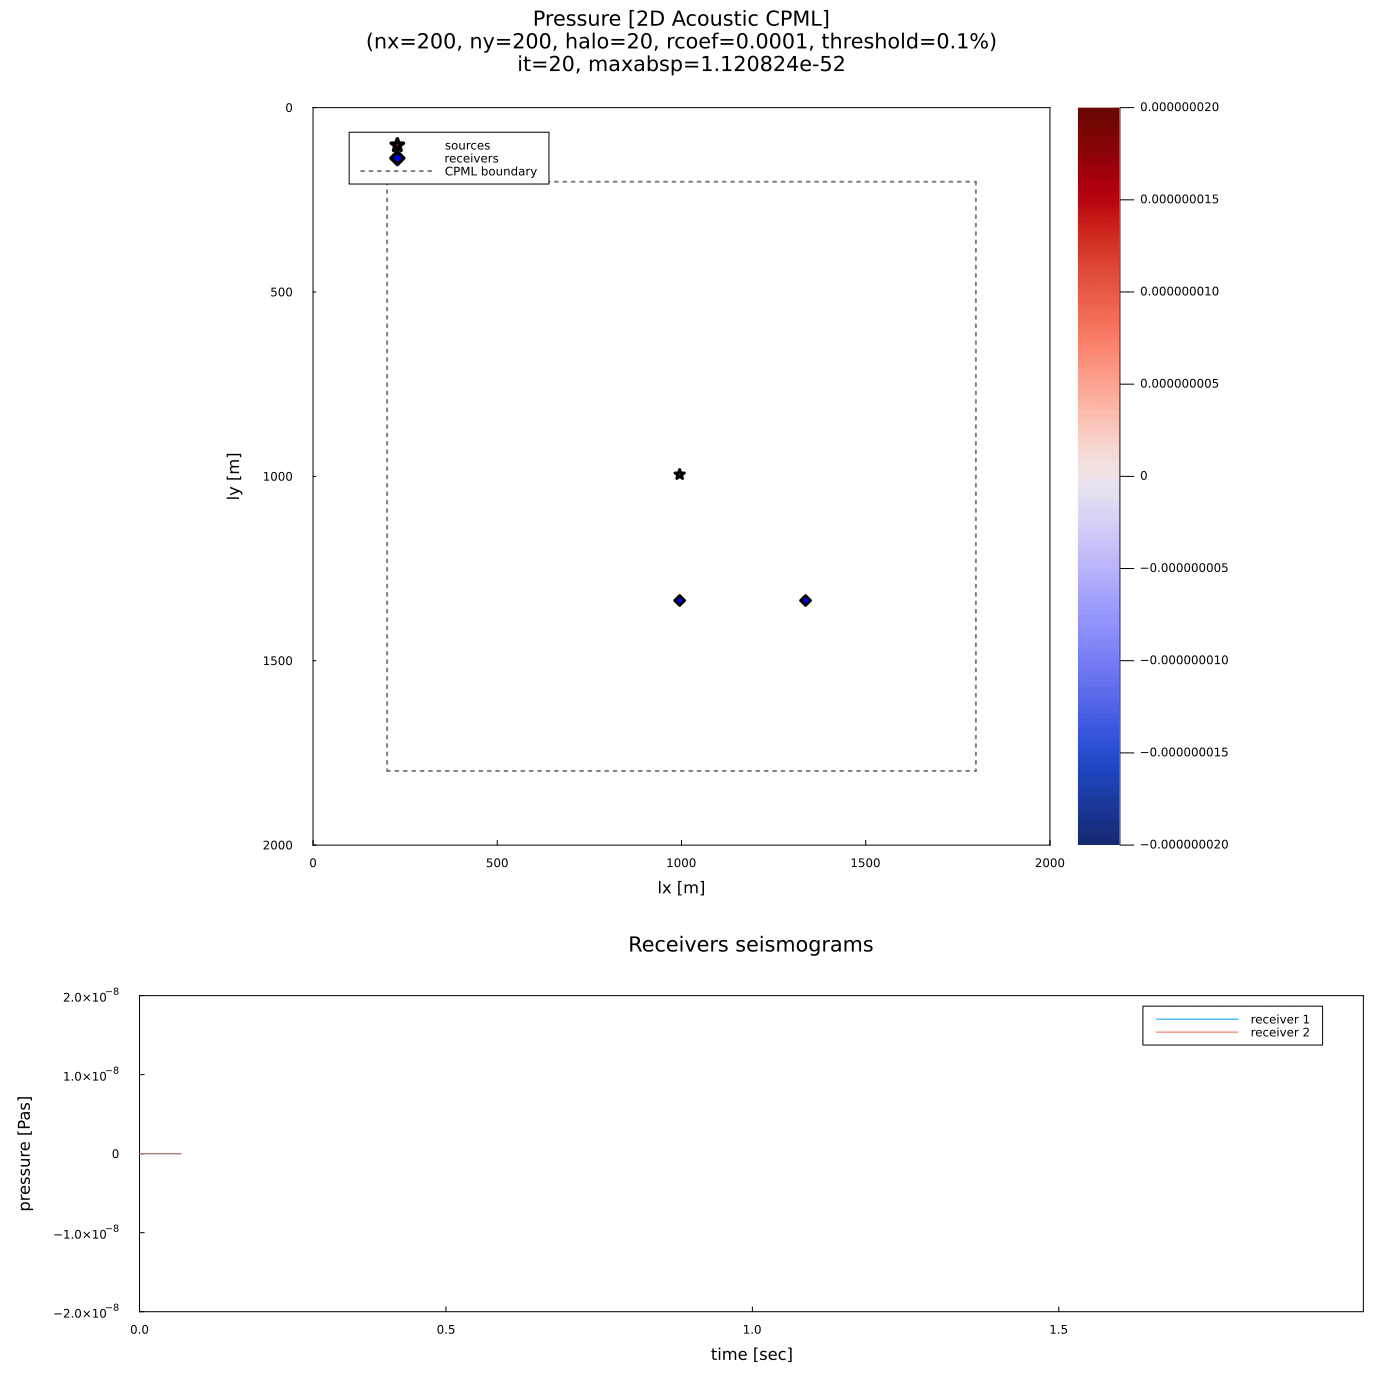 Pressure [2D Acoustic CPML]
(nx=200, ny=200, halo=20, rcoef=0.0001, threshold=0.1%)
it=20, maxabsp=1.120824e-52
sources
receivers
CPML boundary
0
500
1000
1500
2000
ly [m]
0 500 1000 1500 2000
lx [m]
0.000000020
0.000000015
0.000000010
0.000000005
0
−0.000000005
−0.000000010
−0.000000015
−0.000000020
Receivers seismograms
receiver 1
receiver 2
2.0×10⁻⁸
1.0×10⁻⁸
0
−1.0×10⁻⁸
−2.0×10⁻⁸
pressure [Pas]
0.0 0.5 1.0 1.5
time [sec]